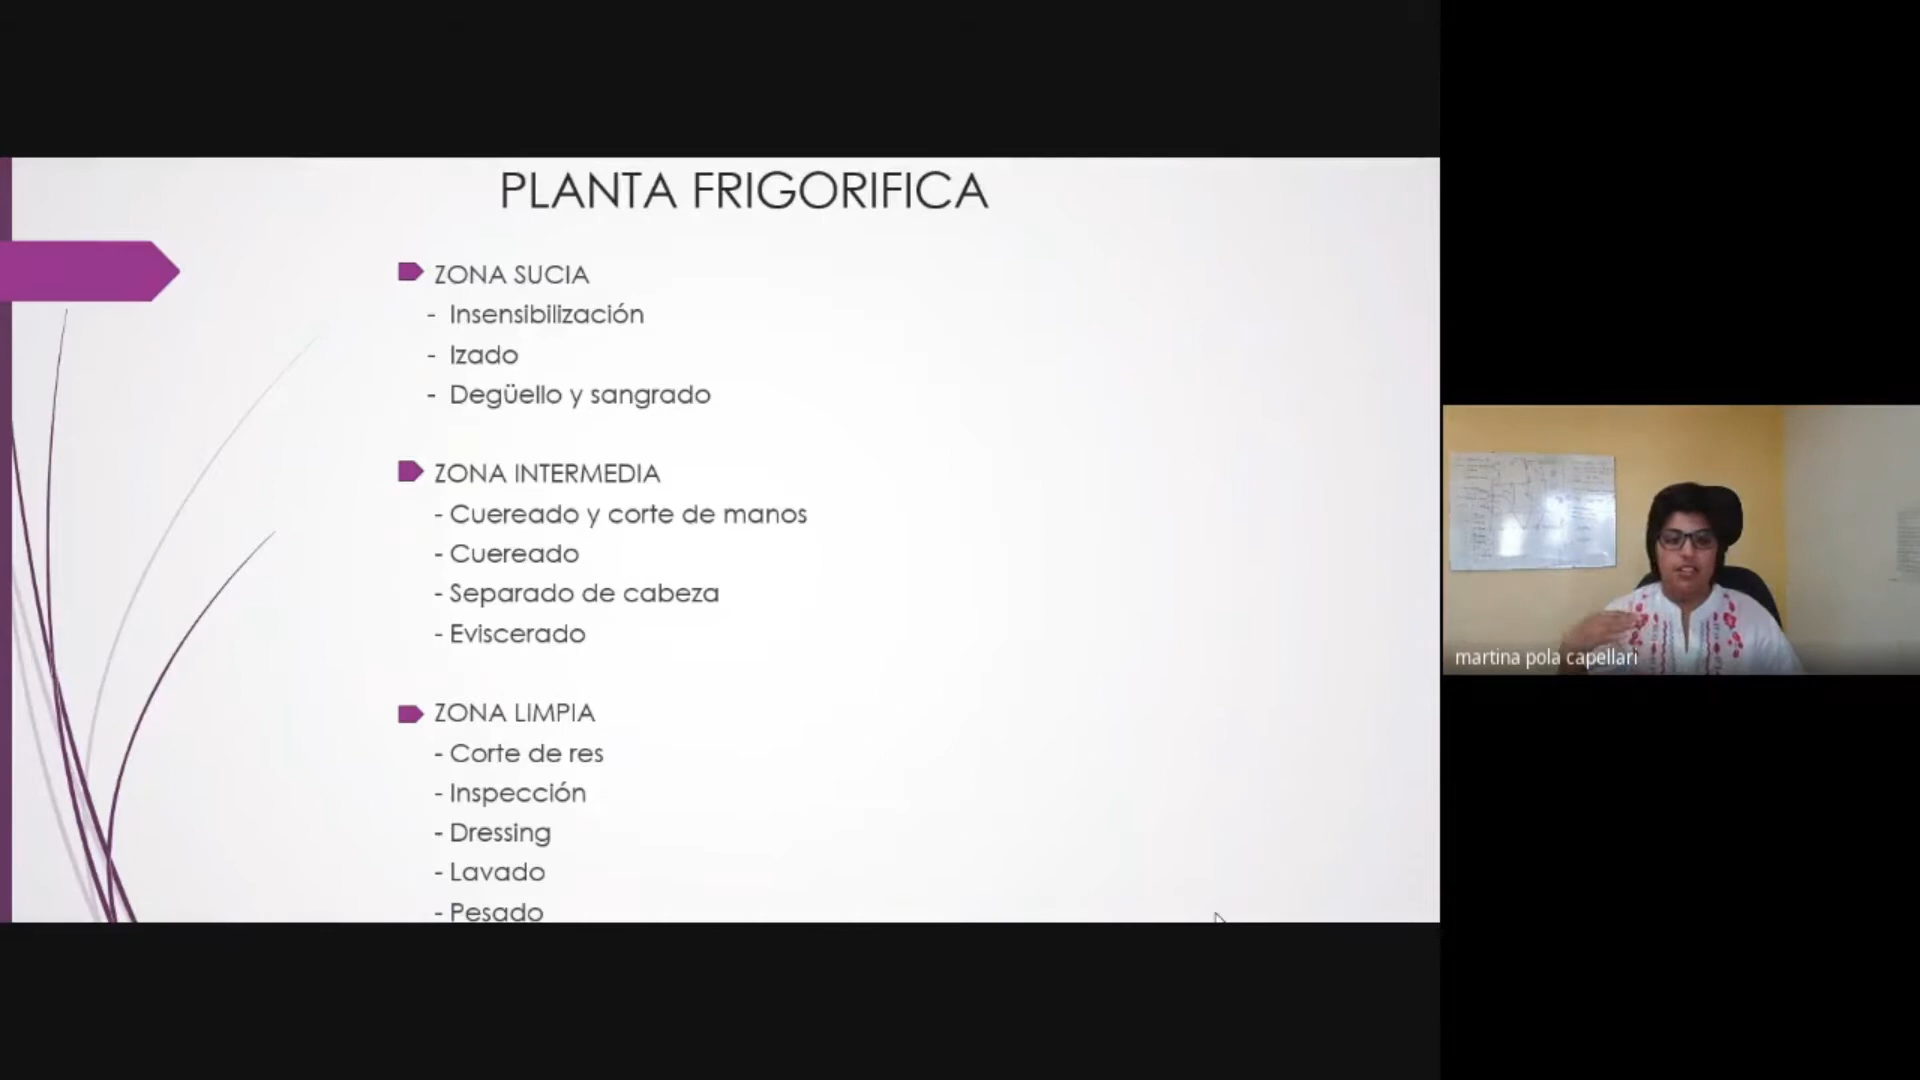 PLANTA FRIGORIFICA
ZONA SUCIA
- Insensibilización
- Izado
- Degüello y sangrado
ZONA INTERMEDIA
- Cuereado y corte de manos
- Cuereado
- Separado de cabeza
- Eviscerado
ZONA LIMPIA
- Corte de res
- Inspección
- Dressing
- Lavado
- Pesado
martina pola capellari